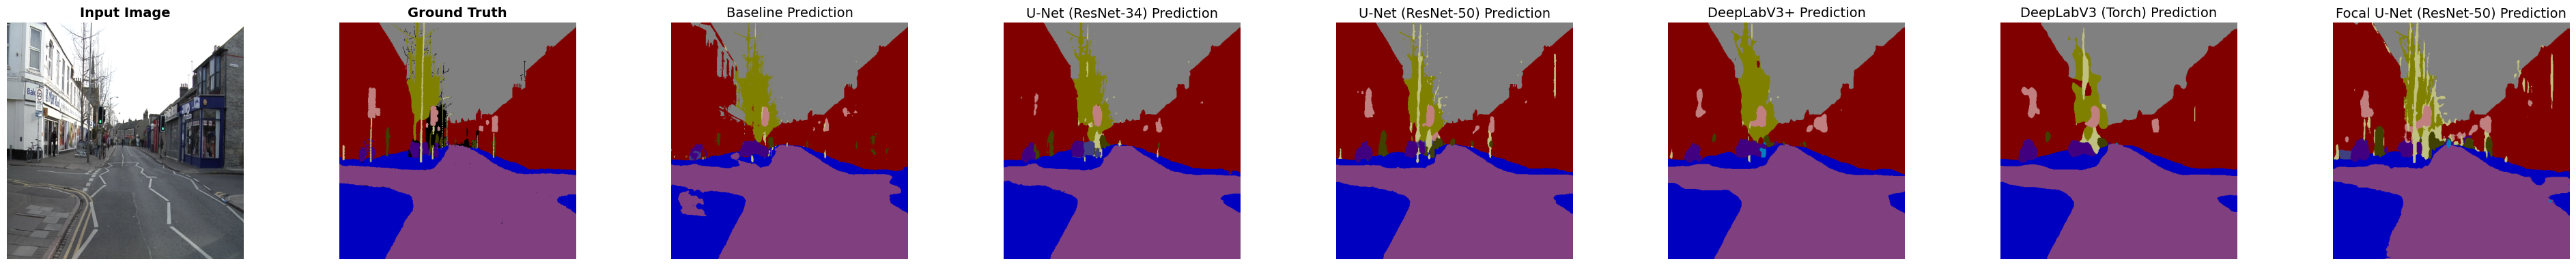 Input Image
Ground Truth
Baseline Prediction
U-Net (ResNet-34) Prediction
U-Net (ResNet-50) Prediction
DeepLabV3+ Prediction
DeepLabV3 (Torch) Prediction
Focal U-Net (ResNet-50) Prediction